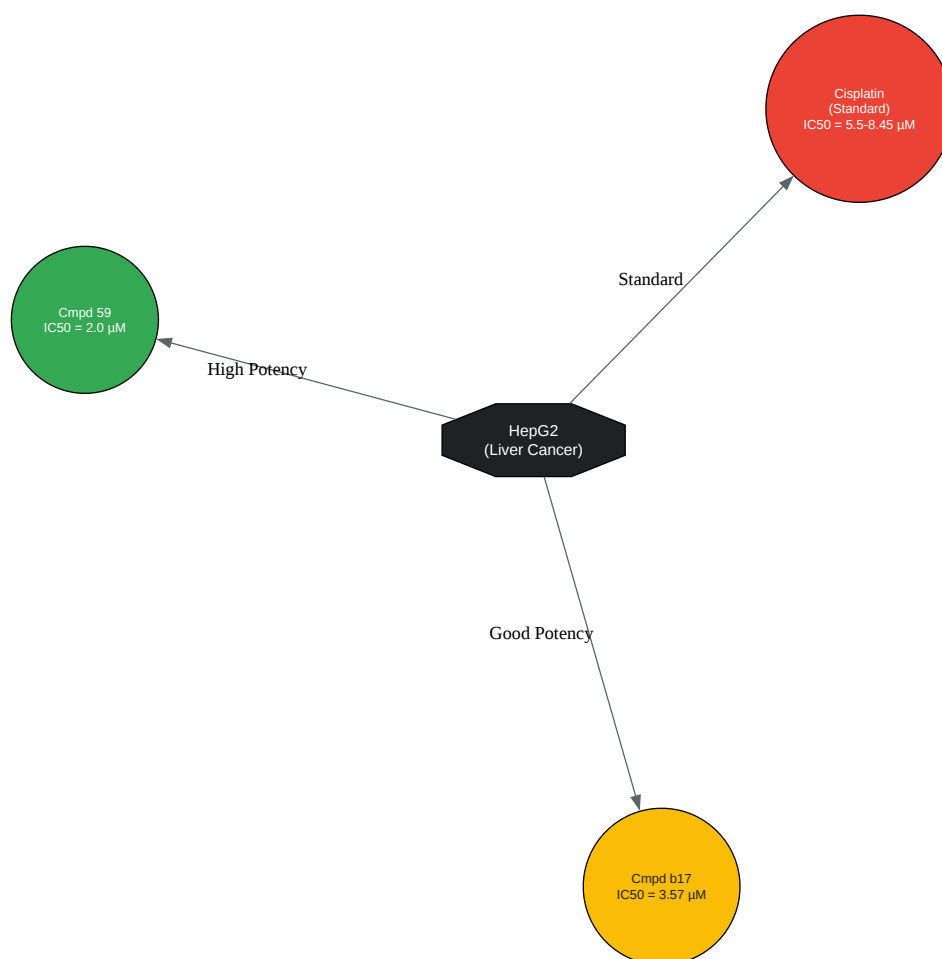 Cisplatin
(Standard)
IC50 = 5.5-8.45 µM
Standard
Cmpd 59
IC50 = 2.0 µM
High Potency
HepG2
(Liver Cancer)
Good Potency
Cmpd b17
IC50 = 3.57 µM